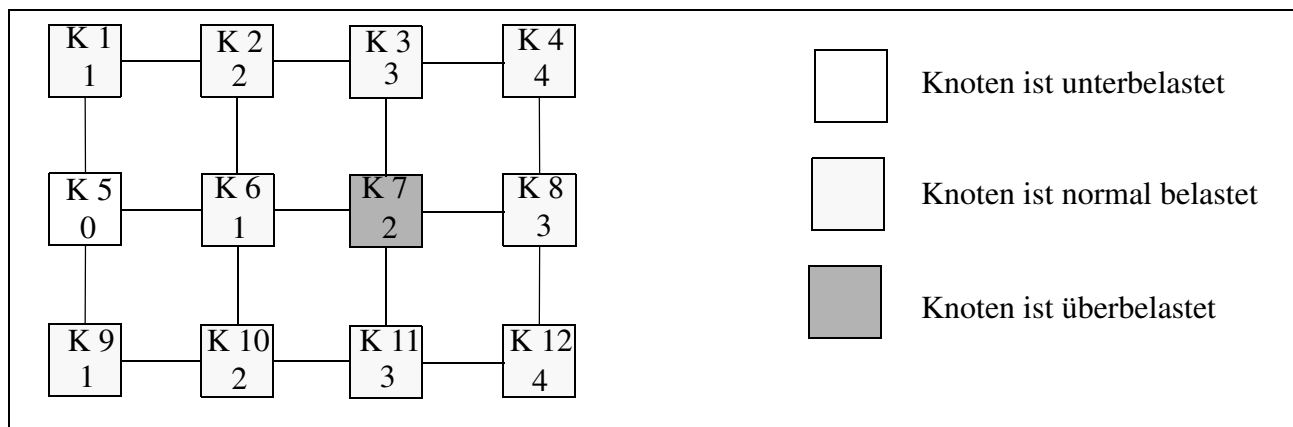 K 1 K 2 K 3 K 4
1 2 3 4
K 5 K 6 K 7 K 8
0 1 2 3
K 9 K 10 K 11 K 12
1 2 3 4
Knoten ist unterbelastet
Knoten ist normal belastet
Knoten ist überbelastet